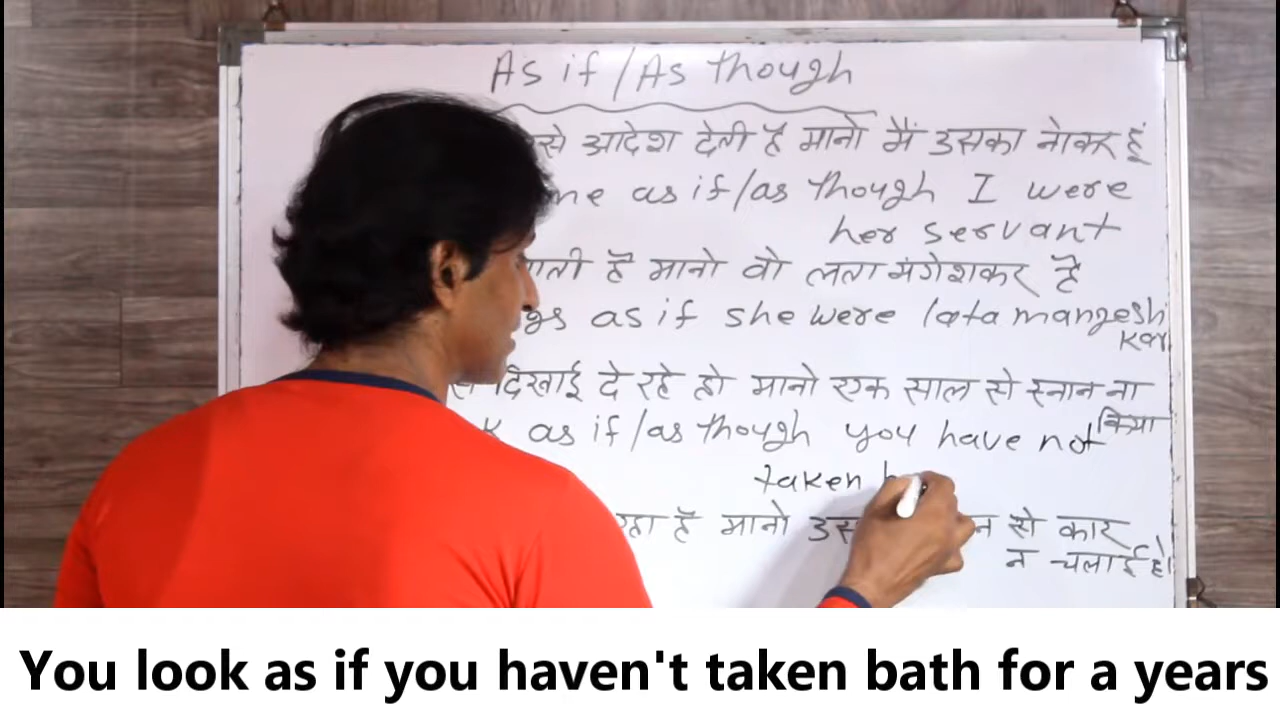 As if / As though
से आदेश देती है मानो मैं उसका नोकर हूं
me as if/as though I were
her servant
गाती है मानो वो लता मंगेशकर है
as if she were lata mangesh
kar
दिखाई दे रहे हो मानो एक साल से स्नान ना
किया
as if/as though you have not
taken
रहा है मानो से कार
न चलाई हो
You look as if you haven't taken bath for a years